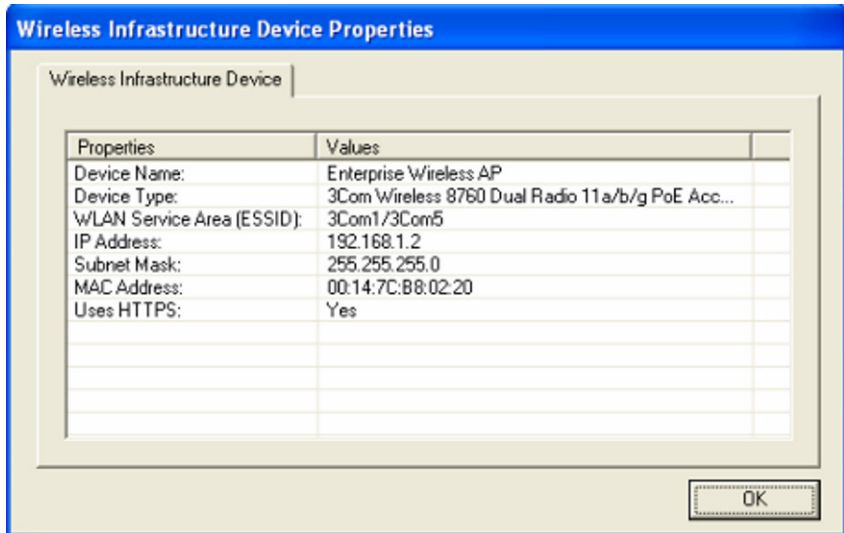 Wireless Infrastructure Device Properties
Wireless Infrastructure Device
Properties Values
Device Name: Enterprise Wireless AP
Device Type: 3Com Wireless 8760 Dual Radio 11a/b/g PoE Acc...
WLAN Service Area (ESSID): 3Com1/3Com5
IP Address: 192.168.1.2
Subnet Mask: 255.255.255.0
MAC Address: 00:14:7C:B8:02:20
Uses HTTPS: Yes
OK